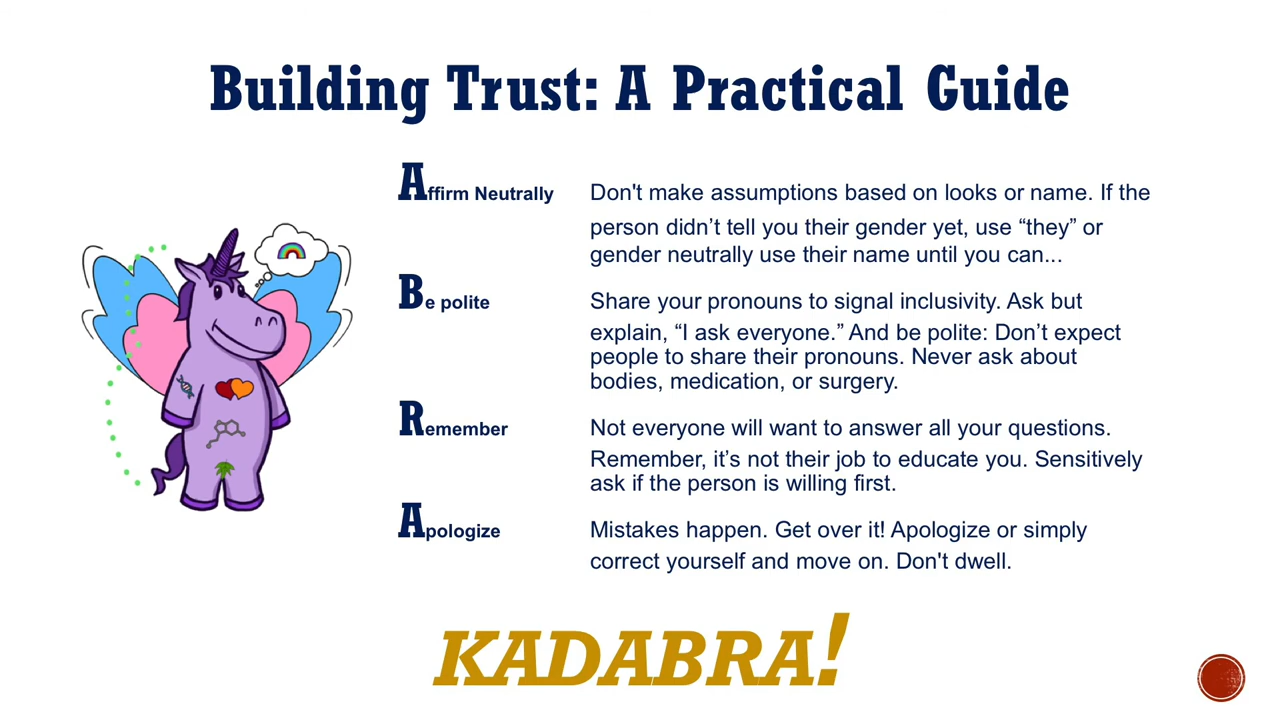 Building Trust: A Practical Guide
Affirm Neutrally Don't make assumptions based on looks or name. If the
person didn’t tell you their gender yet, use “they” or
gender neutrally use their name until you can...
Be polite Share your pronouns to signal inclusivity. Ask but
explain, “I ask everyone.” And be polite: Don’t expect
people to share their pronouns. Never ask about
bodies, medication, or surgery.
Remember Not everyone will want to answer all your questions.
Remember, it’s not their job to educate you. Sensitively
ask if the person is willing first.
Apologize Mistakes happen. Get over it! Apologize or simply
correct yourself and move on. Don't dwell.
KADABRA!